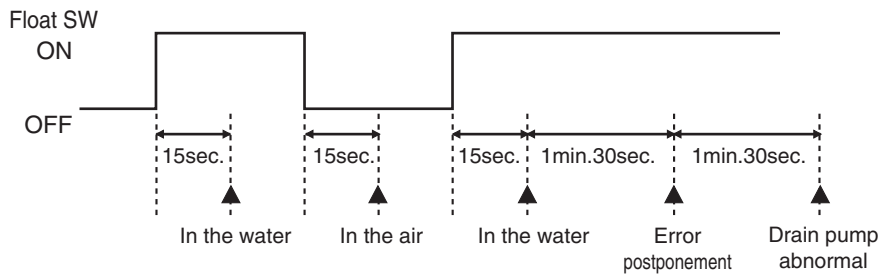 Float SW
ON
OFF
15sec. 15sec. 15sec. 1min.30sec. 1min.30sec.
In the water In the air In the water Error postponement Drain pump abnormal